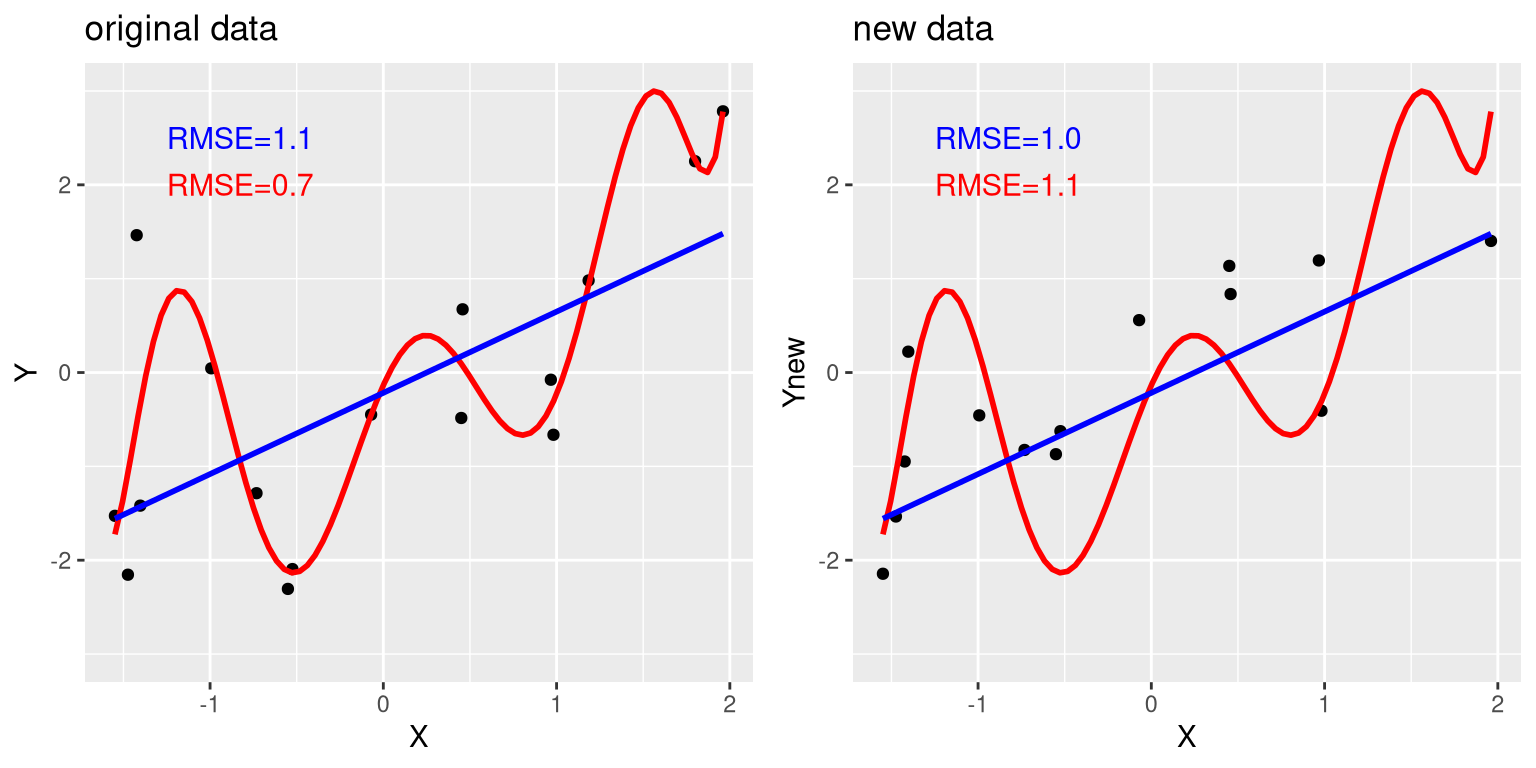 original data
RMSE=1.1
RMSE=0.7
Y
2
0
-2
-1 0 1 2
X
new data
RMSE=1.0
RMSE=1.1
Ynew
2
0
-2
-1 0 1 2
X